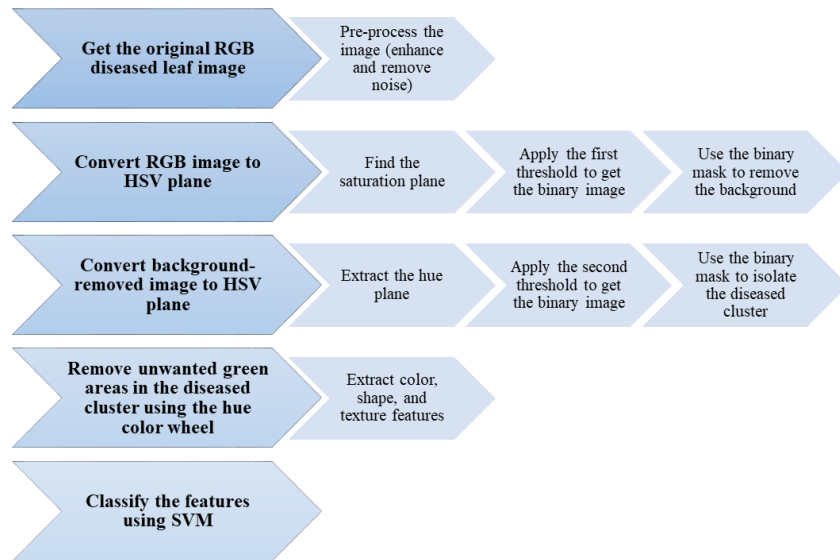 Get the original RGB
diseased leaf image
Pre-process the
image (enhance
and remove
noise)
Convert RGB image to
HSV plane
Find the
saturation plane
Apply the first
threshold to get
the binary image
Use the binary
mask to remove
the background
Convert background-
removed image to HSV
plane
Extract the hue
plane
Apply the second
threshold to get
the binary image
Use the binary
mask to isolate
the diseased
cluster
Remove unwanted green
areas in the diseased
cluster using the hue
color wheel
Extract color,
shape, and
texture features
Classify the features
using SVM